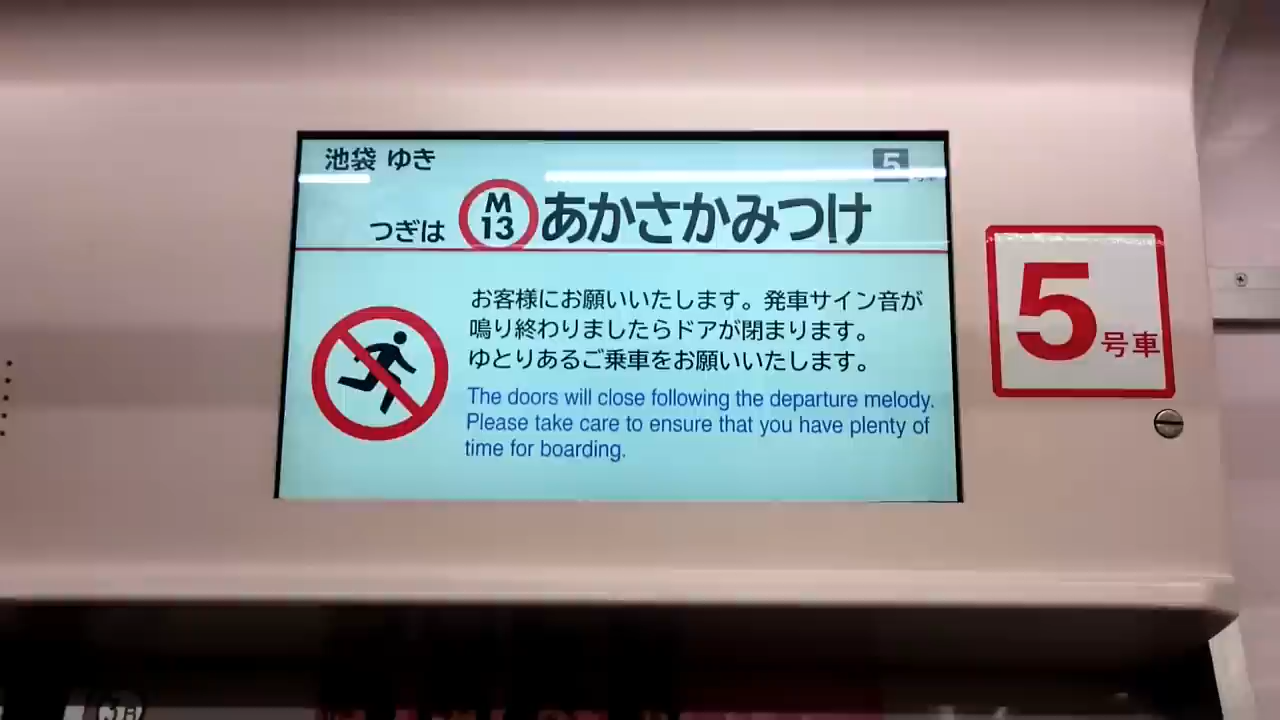 池袋 ゆき
5
号車
つぎは
M
13
あかさかみつけ
お客様にお願いいたします。発車サイン音が
鳴り終わりましたらドアが閉まります。
ゆとりあるご乗車をお願いいたします。
The doors will close following the departure melody.
Please take care to ensure that you have plenty of
time for boarding.
5号車